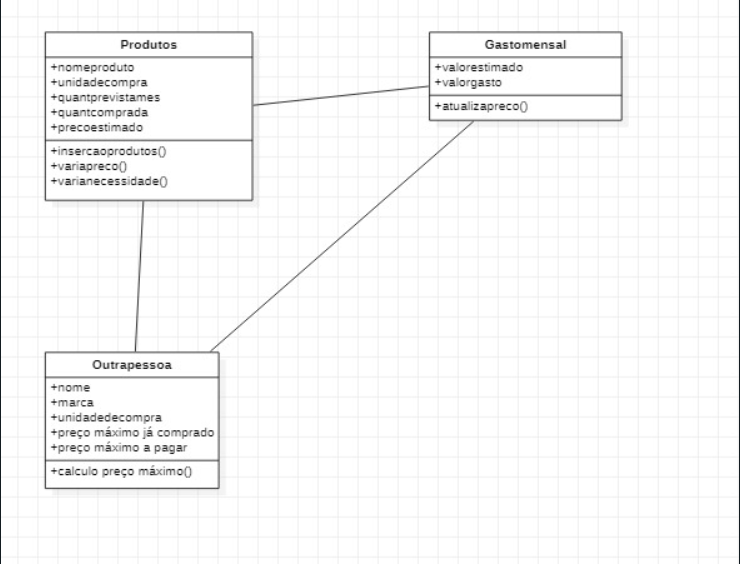 Produtos
+nomeproduto
+unidadecompra
+quantprevistames
+quantcomprada
+precoestimado
+insercaoprodutos()
+variapreco()
+varianecessidade()
Gastomensal
+valorestimado
+valorgasto
+atualizapreco()
Outrapessoa
+nome
+marca
+unidadedecompra
+preço máximo já comprado
+preço máximo a pagar
+calculo preço máximo()